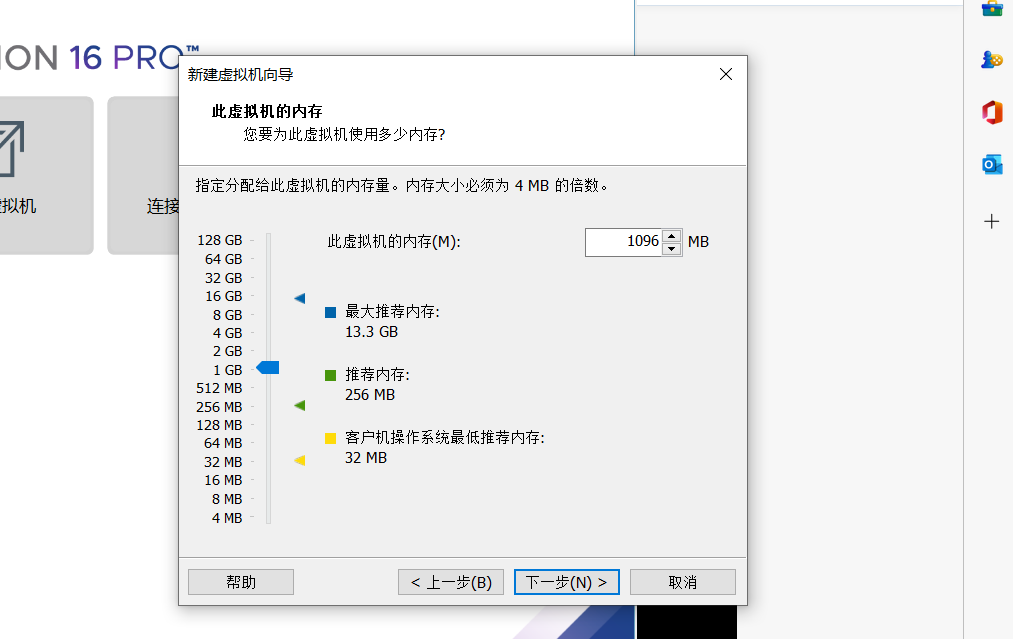 ION 16 PRO™
新建虚拟机向导
此虚拟机的内存
您要为此虚拟机使用多少内存?
指定分配给此虚拟机的内存量。内存大小必须为 4 MB 的倍数。
拟机
连接
128 GB
64 GB
32 GB
16 GB
8 GB
4 GB
2 GB
1 GB
512 MB
256 MB
128 MB
64 MB
32 MB
16 MB
8 MB
4 MB
此虚拟机的内存(M): 1096 MB
最大推荐内存:
13.3 GB
推荐内存:
256 MB
客户机操作系统最低推荐内存:
32 MB
帮助
< 上一步(B)
下一步(N) >
取消